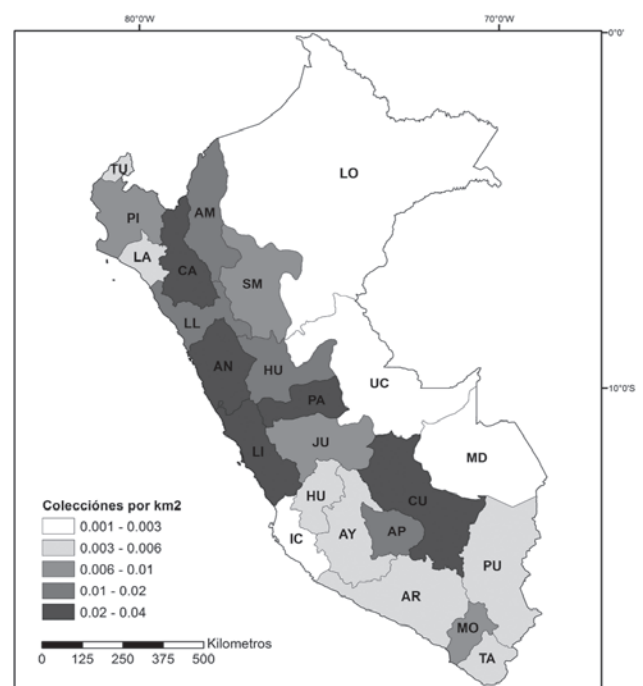 80°0'W 70°0'W
0°0'
TU
LO
PI
AM
LA
CA
SM
LL
AN
HU
UC
10°0'S
PA
LI
JU
MD
HU
CU
IC
AY
AP
PU
AR
MO
TA
Colecciónes por km2
0.001 - 0.003
0.003 - 0.006
0.006 - 0.01
0.01 - 0.02
0.02 - 0.04
Kilometros
0 125 250 375 500